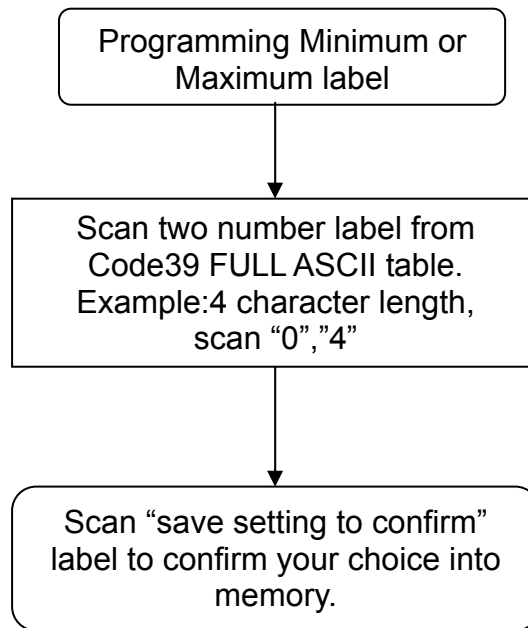 Programming Minimum or
Maximum label
Scan two number label from
Code39 FULL ASCII table.
Example:4 character length,
scan “0”,”4”
Scan “save setting to confirm”
label to confirm your choice into
memory.